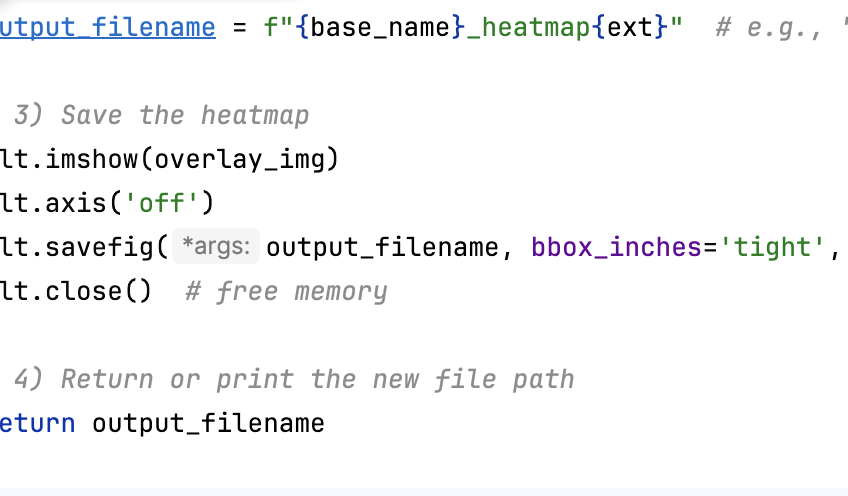 utput_filename = f"{base_name}_heatmap{ext}"  # e.g., '
3) Save the heatmap
lt.imshow(overlay_img)
lt.axis('off')
lt.savefig( *args: output_filename, bbox_inches='tight',
lt.close()  # free memory
4) Return or print the new file path
eturn output_filename